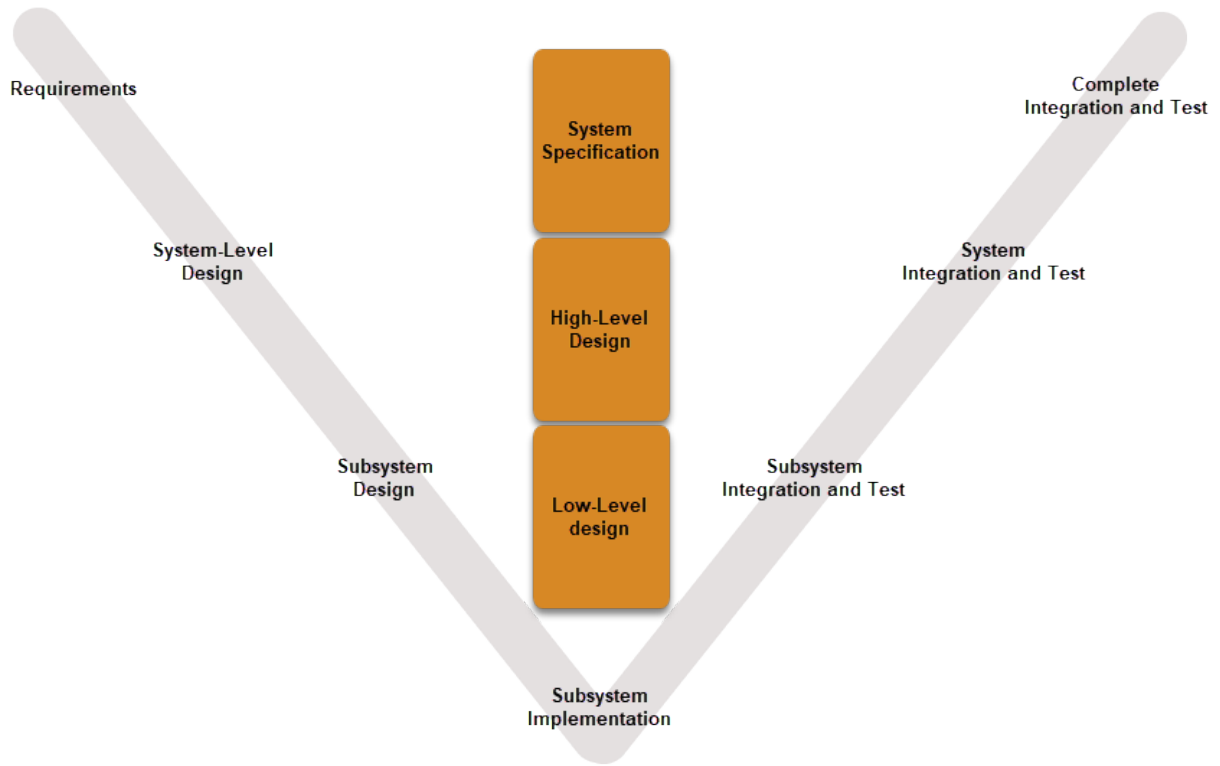 Requirements
System-Level
Design
Subsystem
Design
Subsystem
Implementation
System
Specification
High-Level
Design
Low-Level
design
Complete
Integration and Test
System
Integration and Test
Subsystem
Integration and Test